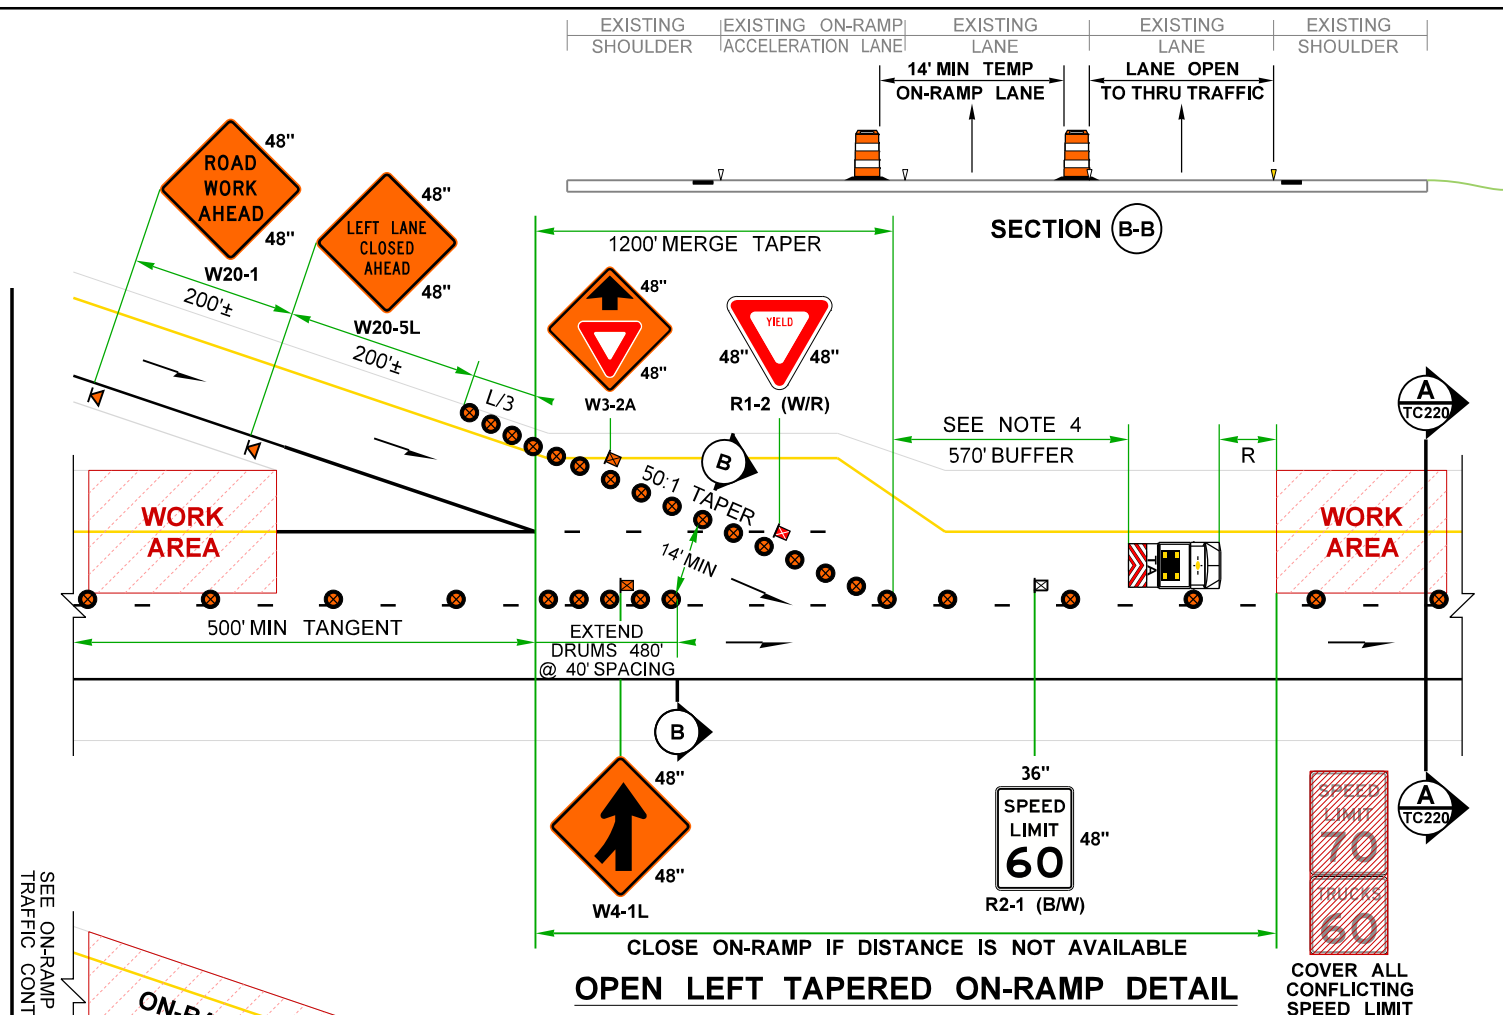 EXISTING SHOULDER
EXISTING ON-RAMP ACCELERATION LANE
EXISTING LANE
EXISTING LANE
EXISTING SHOULDER
14' MIN TEMP
ON-RAMP LANE
LANE OPEN
TO THRU TRAFFIC
SECTION B-B
ROAD
WORK
AHEAD
48"
48"
W20-1
LEFT LANE
CLOSED
AHEAD
48"
48"
W20-5L
200'±
200'±
L/3
1200' MERGE TAPER
48"
48"
W3-2A
YIELD
48" 48"
R1-2 (W/R)
SEE NOTE 4
570' BUFFER
R
A
TC220
B
50:1 TAPER
14' MIN
WORK
AREA
WORK
AREA
500' MIN TANGENT
EXTEND
DRUMS 480'
@ 40' SPACING
B
48"
48"
W4-1L
36"
SPEED
LIMIT
60
48"
R2-1 (B/W)
SPEED
LIMIT
70
TRUCKS
60
A
TC220
CLOSE ON-RAMP IF DISTANCE IS NOT AVAILABLE
OPEN LEFT TAPERED ON-RAMP DETAIL
COVER ALL
CONFLICTING
SPEED LIMIT
SEE ON-RAMP
TRAFFIC CONT